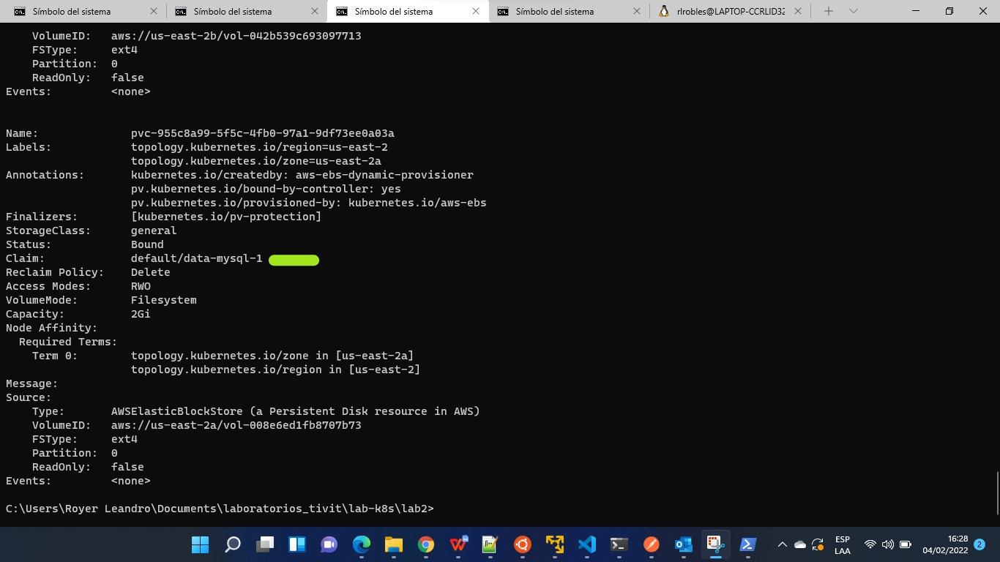 Símbolo del sistema
Símbolo del sistema
Símbolo del sistema
Símbolo del sistema
rlrobles@LAPTOP-CCRLID32
VolumeID: aws://us-east-2b/vol-042b539c693097713
FSType: ext4
Partition: 0
ReadOnly: false
Events: <none>
Name: pvc-955c8a99-5f5c-4fb0-97a1-9df73ee0a03a
Labels: topology.kubernetes.io/region=us-east-2
topology.kubernetes.io/zone=us-east-2a
Annotations: kubernetes.io/createdby: aws-ebs-dynamic-provisioner
pv.kubernetes.io/bound-by-controller: yes
pv.kubernetes.io/provisioned-by: kubernetes.io/aws-ebs
Finalizers: [kubernetes.io/pv-protection]
StorageClass: general
Status: Bound
Claim: default/data-mysql-1
Reclaim Policy: Delete
Access Modes: RWO
VolumeMode: Filesystem
Capacity: 2Gi
Node Affinity:
Required Terms:
Term 0: topology.kubernetes.io/zone in [us-east-2a]
topology.kubernetes.io/region in [us-east-2]
Message:
Source:
Type: AWSElasticBlockStore (a Persistent Disk resource in AWS)
VolumeID: aws://us-east-2a/vol-008e6ed1fb8707b73
FSType: ext4
Partition: 0
ReadOnly: false
Events: <none>
C:\Users\Royer Leandro\Documents\laboratorios_tivit\lab-k8s\lab2>
ESP
LAA
16:28
04/02/2022
2